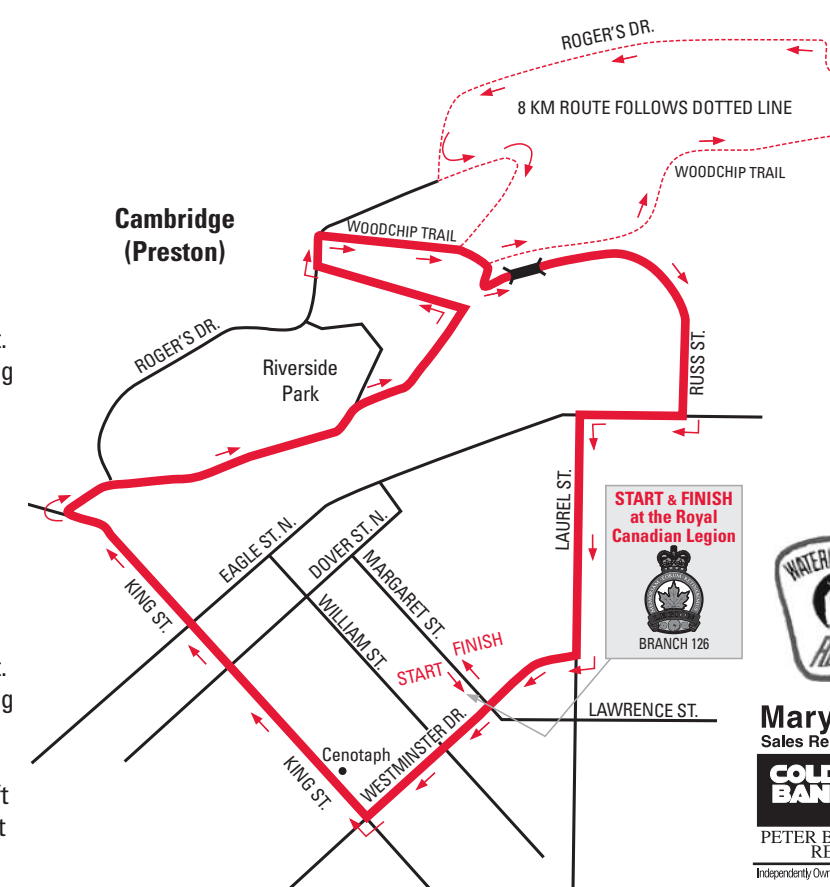 ROGER'S DR.
8 KM ROUTE FOLLOWS DOTTED LINE
WOODCHIP TRAIL
Cambridge
(Preston)
WOODCHIP TRAIL
ROGER'S DR.
Riverside
Park
RUSS ST.
LAUREL ST.
START & FINISH
at the Royal
Canadian Legion
BRANCH 126
EAGLE ST. N.
DOVER ST. N.
MARGARET ST.
WILLIAM ST.
KING ST.
FINISH
START
LAWRENCE ST.
WESTMINSTER DR.
Cenotaph
KING ST.
Mary
Sales Re
COLD
BAN
PETER B
RE
Independently Own